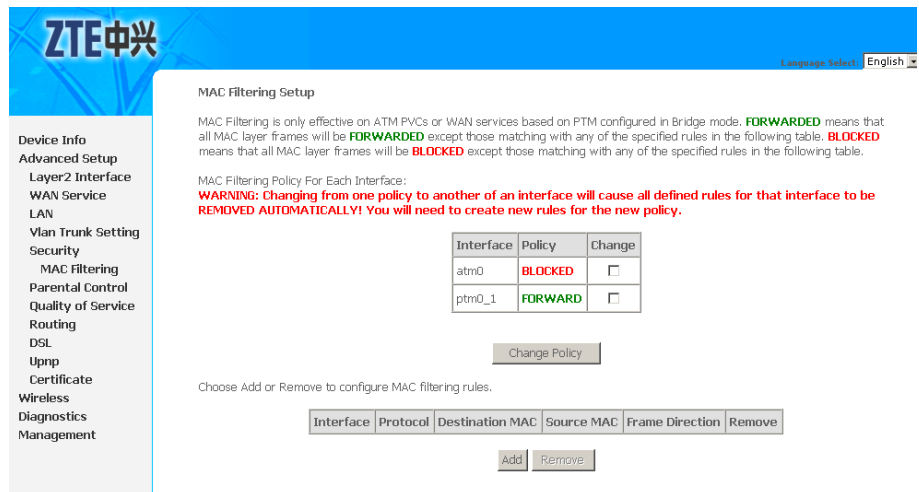 ZTE中兴
Language Select: English
MAC Filtering Setup
MAC Filtering is only effective on ATM PVCs or WAN services based on PTM configured in Bridge mode. FORWARDED means that
all MAC layer frames will be FORWARDED except those matching with any of the specified rules in the following table. BLOCKED
means that all MAC layer frames will be BLOCKED except those matching with any of the specified rules in the following table.
MAC Filtering Policy For Each Interface:
WARNING: Changing from one policy to another of an interface will cause all defined rules for that interface to be
REMOVED AUTOMATICALLY! You will need to create new rules for the new policy.
Interface Policy Change
atm0 BLOCKED
ptm0_1 FORWARD
Change Policy
Choose Add or Remove to configure MAC filtering rules.
Interface Protocol Destination MAC Source MAC Frame Direction Remove
Add Remove
Device Info
Advanced Setup
Layer2 Interface
WAN Service
LAN
Vlan Trunk Setting
Security
MAC Filtering
Parental Control
Quality of Service
Routing
DSL
Upnp
Certificate
Wireless
Diagnostics
Management